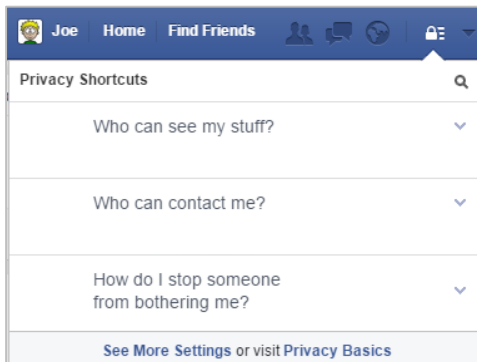 Joe Home Find Friends
Privacy Shortcuts
Who can see my stuff?
Who can contact me?
How do I stop someone
from bothering me?
See More Settings or visit Privacy Basics